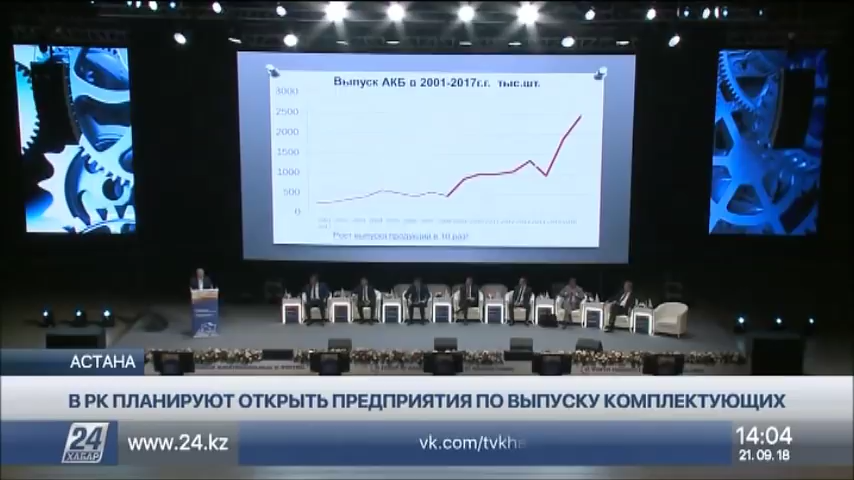 Выпуск АКБ в 2001-2017г.г. тыс.шт.
3000
2500
2000
1500
1000
500
0
Рост выпуска продукции в 10 раз!
АСТАНА
В РК ПЛАНИРУЮТ ОТКРЫТЬ ПРЕДПРИЯТИЯ ПО ВЫПУСКУ КОМПЛЕКТУЮЩИХ
24
ХАБАР
www.24.kz
vk.com/tvkha
14:04
21.09.18